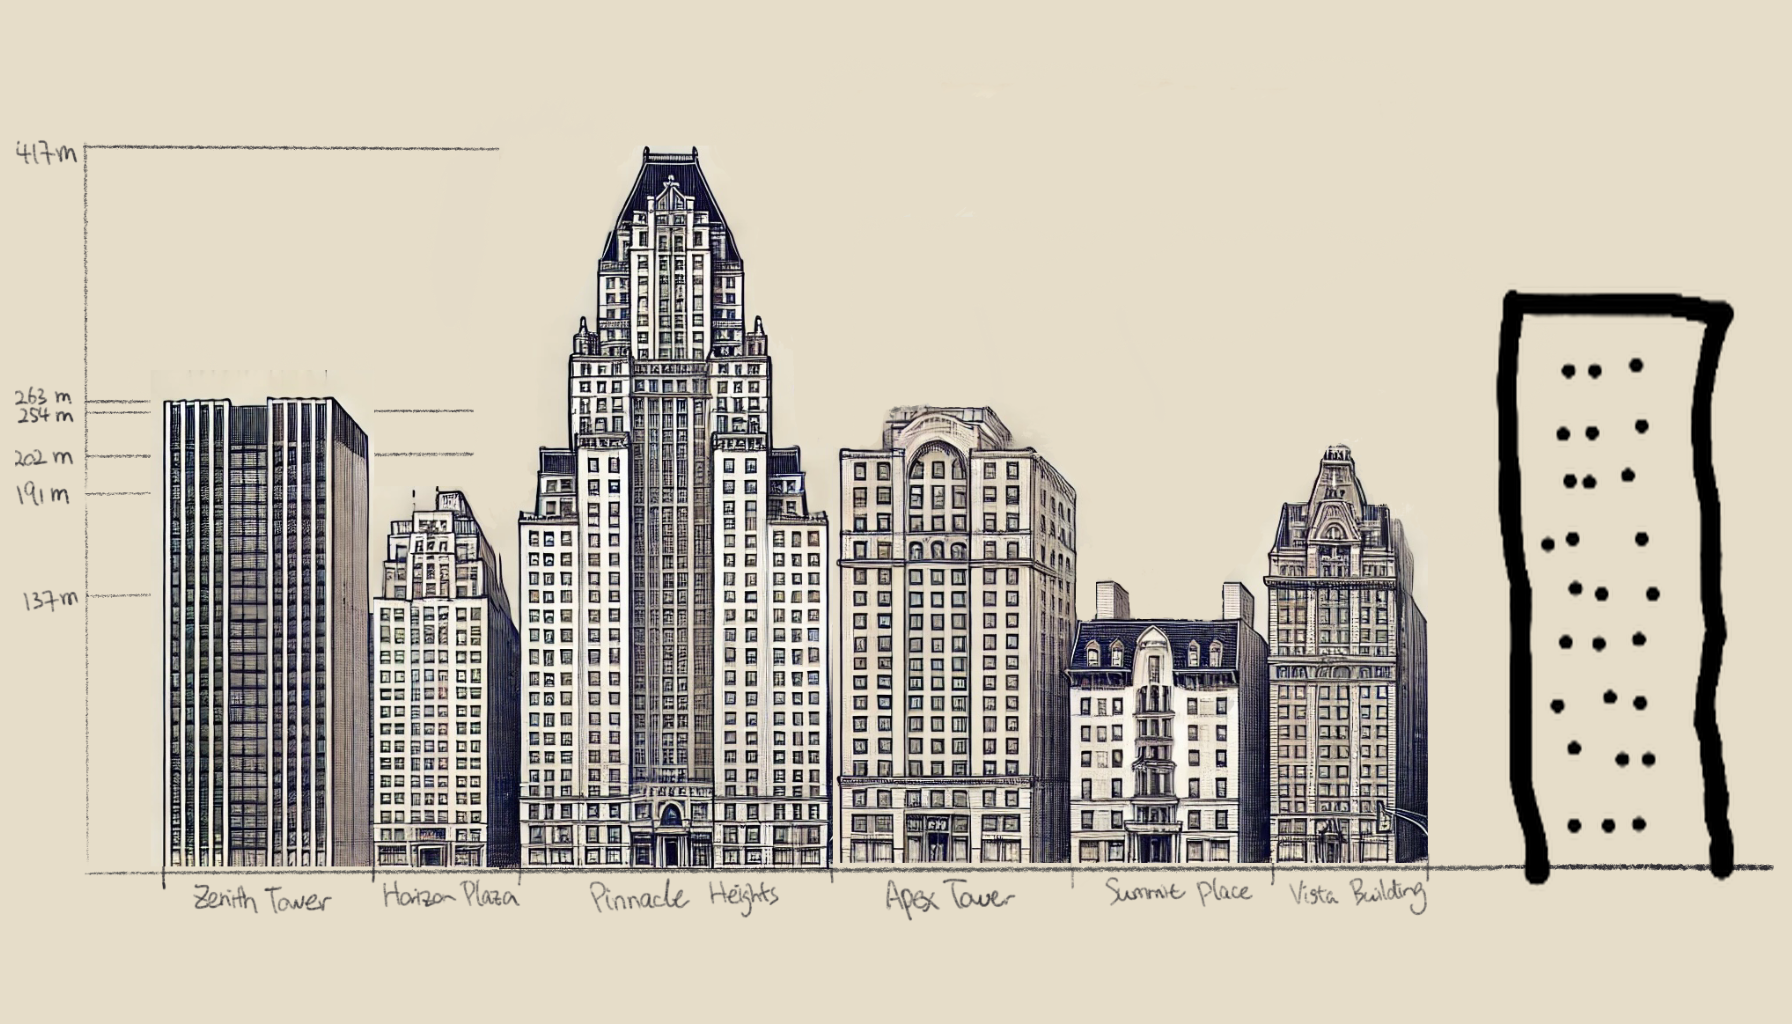 417m
263 m
254 m
202 m
191 m
137m
Zenith Tower Horizon Plaza Pinnacle Heights Apex Tower Summit Place Vista Building